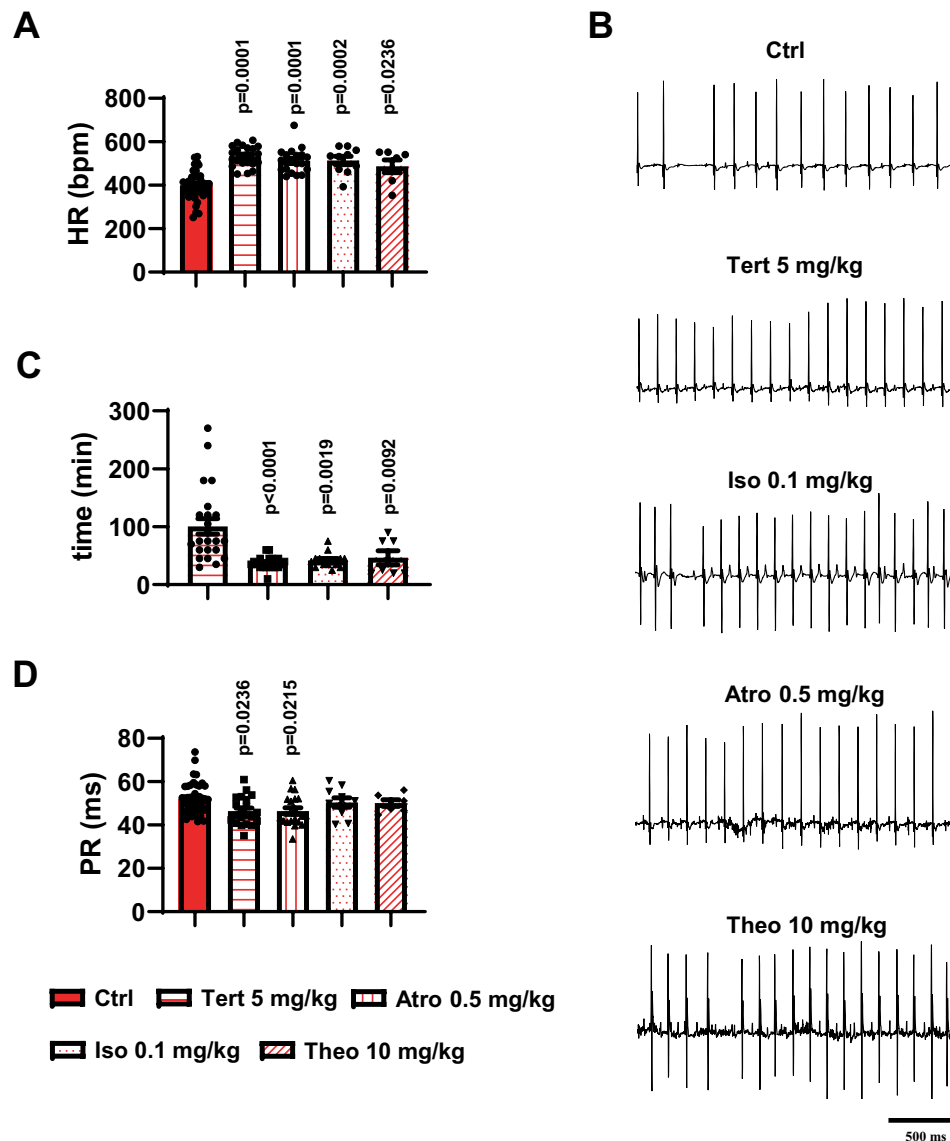 A
p=0.0001
p=0.0001
p=0.0002
p=0.0236
HR (bpm)
800
600
400
200
0
B
Ctrl
Tert 5 mg/kg
Iso 0.1 mg/kg
Atro 0.5 mg/kg
Theo 10 mg/kg
500 ms
C
p<0.0001
p=0.0019
p=0.0092
time (min)
300
200
100
0
D
p=0.0236
p=0.0215
PR (ms)
80
60
40
20
0
Ctrl Tert 5 mg/kg Atro 0.5 mg/kg
Iso 0.1 mg/kg Theo 10 mg/kg